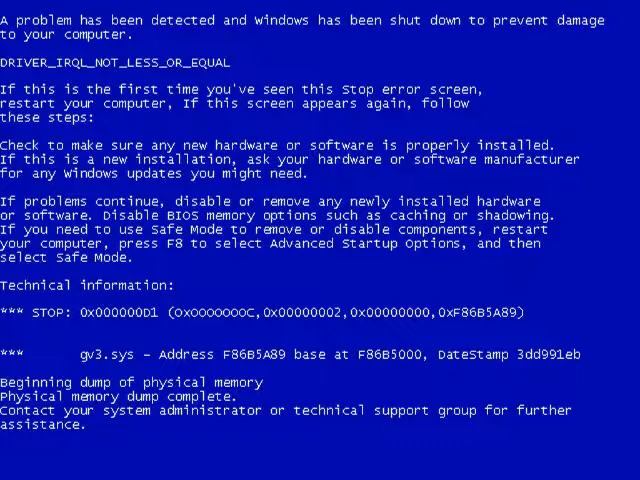 A problem has been detected and Windows has been shut down to prevent damage
to your computer.
DRIVER_IRQL_NOT_LESS_OR_EQUAL
If this is the first time you've seen this Stop error screen,
restart your computer, If this screen appears again, follow
these steps:
Check to make sure any new hardware or software is properly installed.
If this is a new installation, ask your hardware or software manufacturer
for any Windows updates you might need.
If problems continue, disable or remove any newly installed hardware
or software. Disable BIOS memory options such as caching or shadowing.
If you need to use Safe Mode to remove or disable components, restart
your computer, press F8 to select Advanced Startup Options, and then
select Safe Mode.
Technical information:
*** STOP: 0x000000D1 (0x0000000C,0x00000002,0x00000000,0xF86B5A89)
*** gv3.sys - Address F86B5A89 base at F86B5000, DateStamp 3dd991eb
Beginning dump of physical memory
Physical memory dump complete.
Contact your system administrator or technical support group for further
assistance.